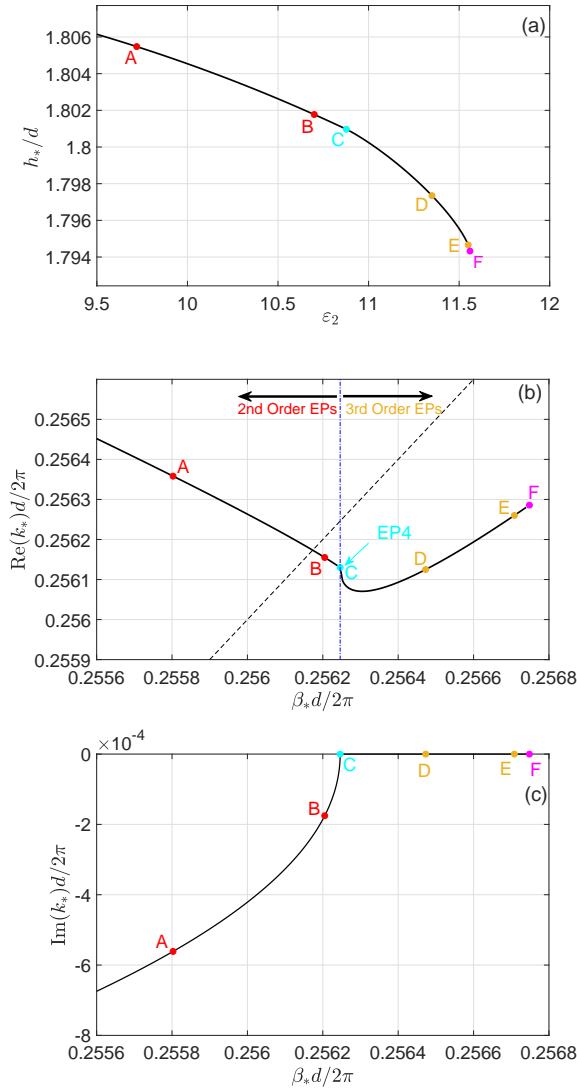 (a)
1.806
1.804
1.802
1.8
1.798
1.796
1.794
h*/d
A
B
C
D
E
F
9.5 10 10.5 11 11.5 12
ε₂
(b)
2nd Order EPs 3rd Order EPs
0.2565
0.2564
0.2563
0.2562
0.2561
0.256
0.2559
Re(k*)d/2π
A
B
EP4
C
D
E
F
0.2556 0.2558 0.256 0.2562 0.2564 0.2566 0.2568
β*d/2π
×10⁻⁴
0
-2
-4
-6
-8
Im(k*)d/2π
A
B
C
D
E
F
(c)
0.2556 0.2558 0.256 0.2562 0.2564 0.2566 0.2568
β*d/2π